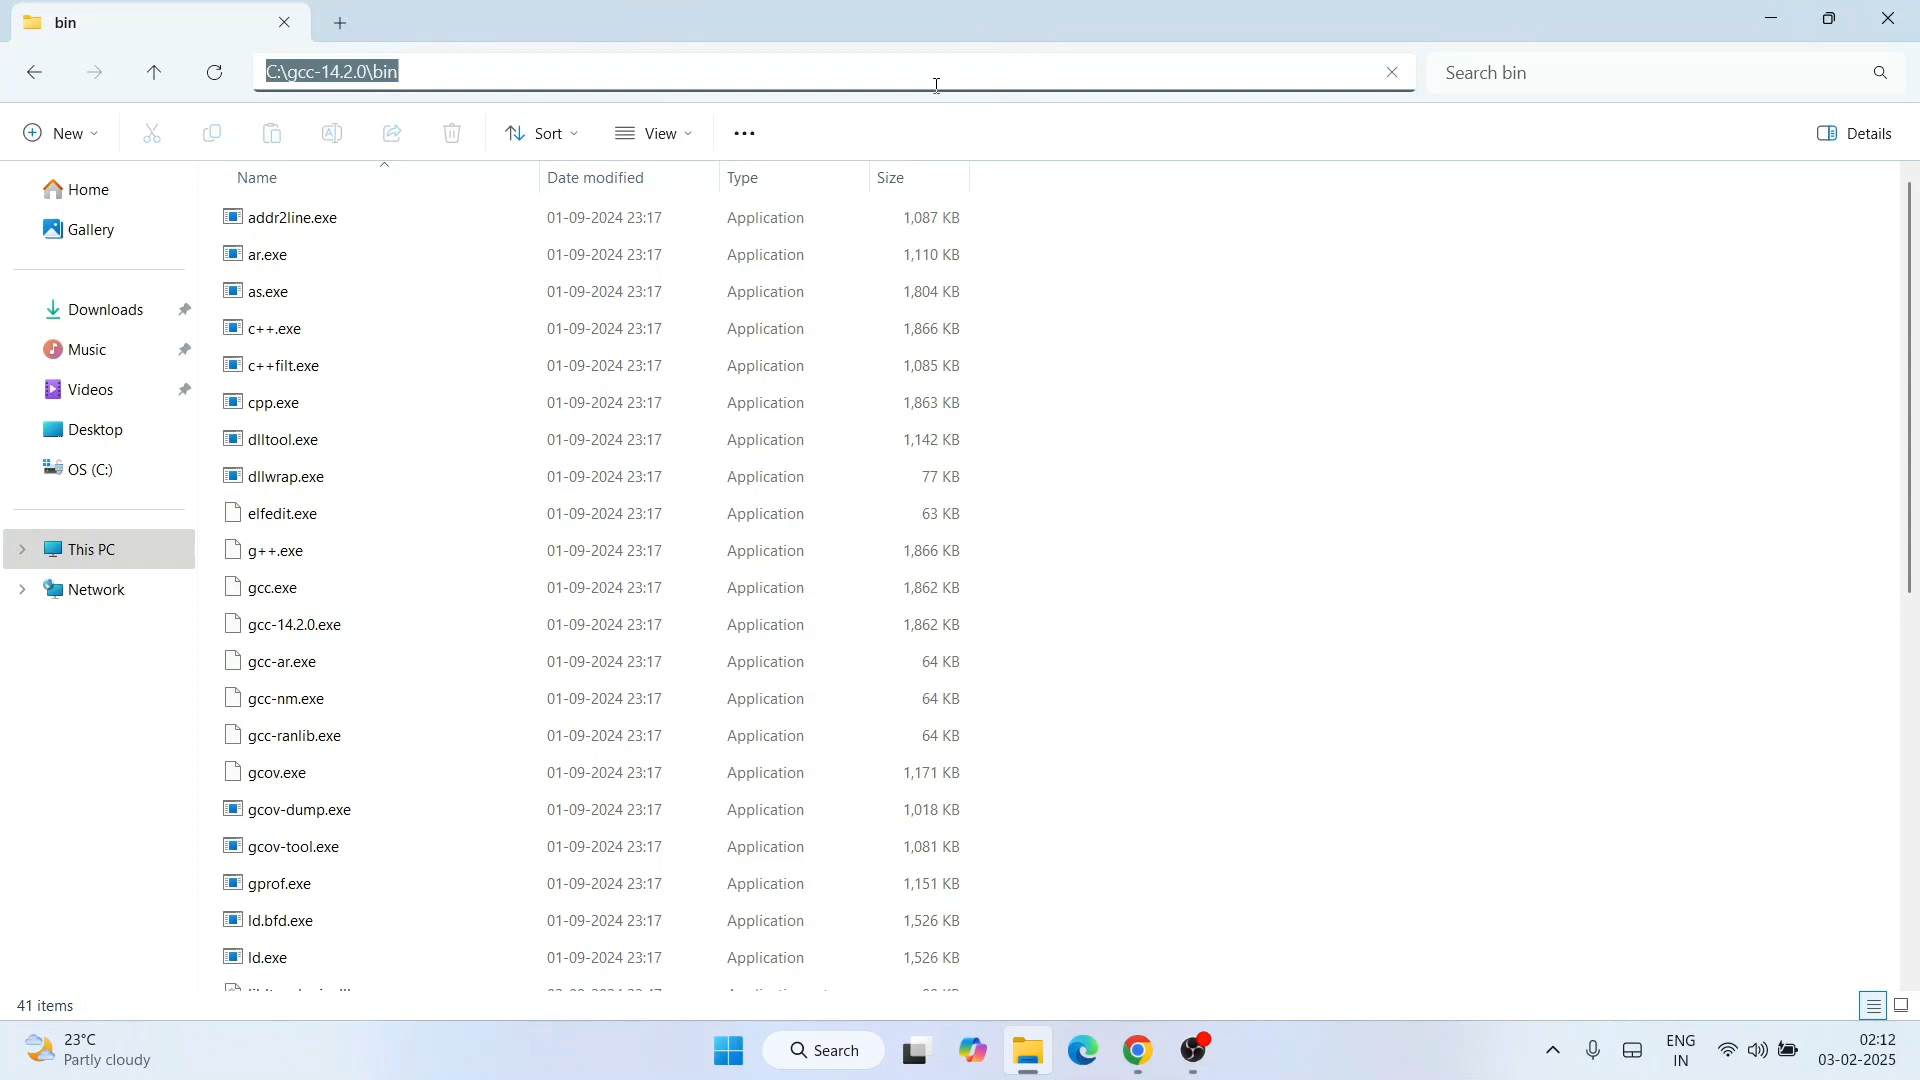 bin
C:\gcc-14.2.0\bin
Search bin
New
Sort
View
Details
Home
Gallery
Downloads
Music
Videos
Desktop
OS (C:)
This PC
Network
Name Date modified Type Size
addr2line.exe 01-09-2024 23:17 Application 1,087 KB
ar.exe 01-09-2024 23:17 Application 1,110 KB
as.exe 01-09-2024 23:17 Application 1,804 KB
c++.exe 01-09-2024 23:17 Application 1,866 KB
c++filt.exe 01-09-2024 23:17 Application 1,085 KB
cpp.exe 01-09-2024 23:17 Application 1,863 KB
dlltool.exe 01-09-2024 23:17 Application 1,142 KB
dllwrap.exe 01-09-2024 23:17 Application 77 KB
elfedit.exe 01-09-2024 23:17 Application 63 KB
g++.exe 01-09-2024 23:17 Application 1,866 KB
gcc.exe 01-09-2024 23:17 Application 1,862 KB
gcc-14.2.0.exe 01-09-2024 23:17 Application 1,862 KB
gcc-ar.exe 01-09-2024 23:17 Application 64 KB
gcc-nm.exe 01-09-2024 23:17 Application 64 KB
gcc-ranlib.exe 01-09-2024 23:17 Application 64 KB
gcov.exe 01-09-2024 23:17 Application 1,171 KB
gcov-dump.exe 01-09-2024 23:17 Application 1,018 KB
gcov-tool.exe 01-09-2024 23:17 Application 1,081 KB
gprof.exe 01-09-2024 23:17 Application 1,151 KB
ld.bfd.exe 01-09-2024 23:17 Application 1,526 KB
ld.exe 01-09-2024 23:17 Application 1,526 KB
41 items
23°C
Partly cloudy
Search
ENG
IN
02:12
03-02-2025